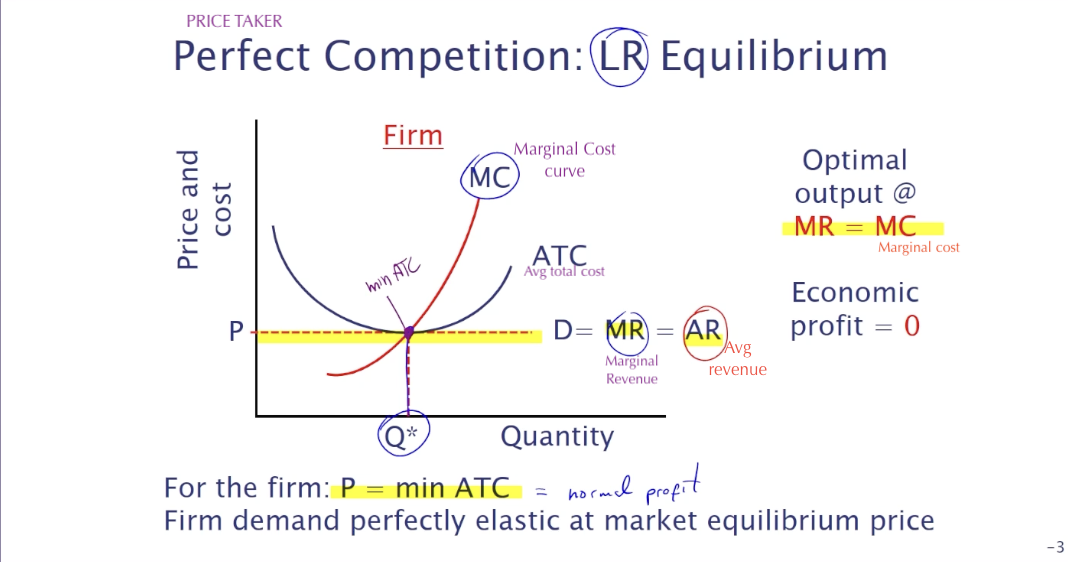 PRICE TAKER
Perfect Competition: LR Equilibrium
Firm
Price and
cost
MC
Marginal Cost
curve
min ATC
ATC
Avg total cost
P
D= MR = AR
Marginal
Revenue
Avg
revenue
Q*
Quantity
Optimal
output @
MR = MC
Marginal cost
Economic
profit = 0
For the firm: P = min ATC = normal profit
Firm demand perfectly elastic at market equilibrium price
-3